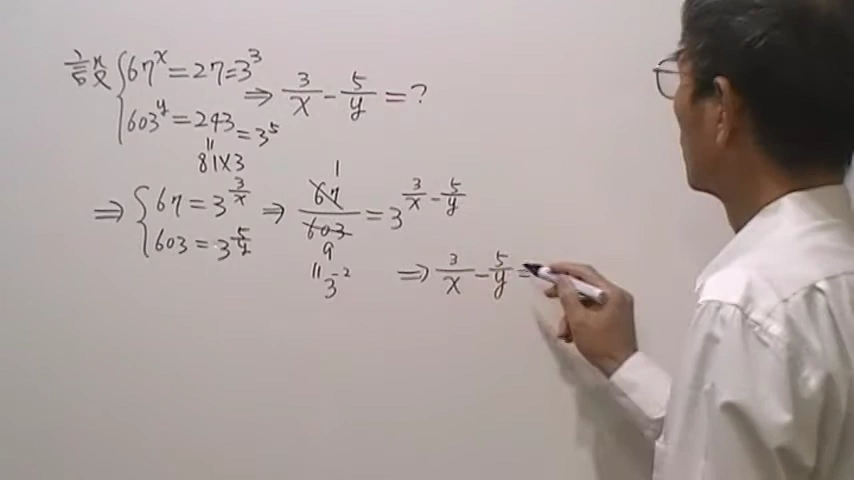 設 { 67^x = 27 = 3^3
603^y = 243 = 3^5 ⇒ 3/x - 5/y = ?
" 81×3
⇒ { 67 = 3^(3/x)
603 = 3^(5/y) ⇒ 67/603 = 3^(3/x - 5/y)
1
9
" 3^-2 ⇒ 3/x - 5/y =